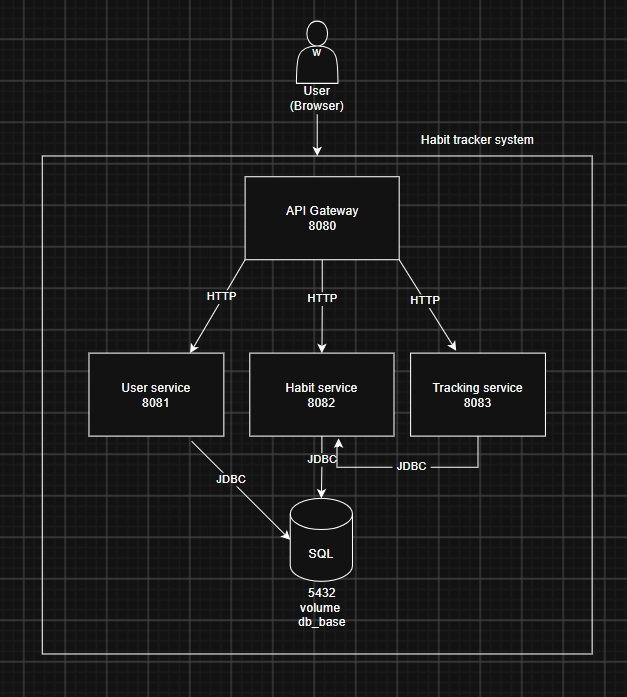 W
User
(Browser)
Habit tracker system
API Gateway
8080
HTTP
HTTP
HTTP
User service
8081
Habit service
8082
Tracking service
8083
JDBC
JDBC
JDBC
SQL
5432
volume
db_base